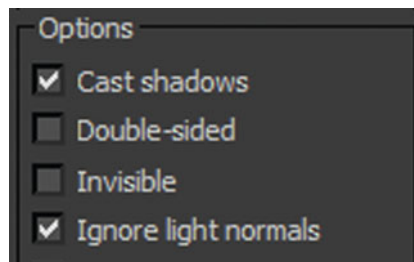 Options
Cast shadows
Double-sided
Invisible
Ignore light normals